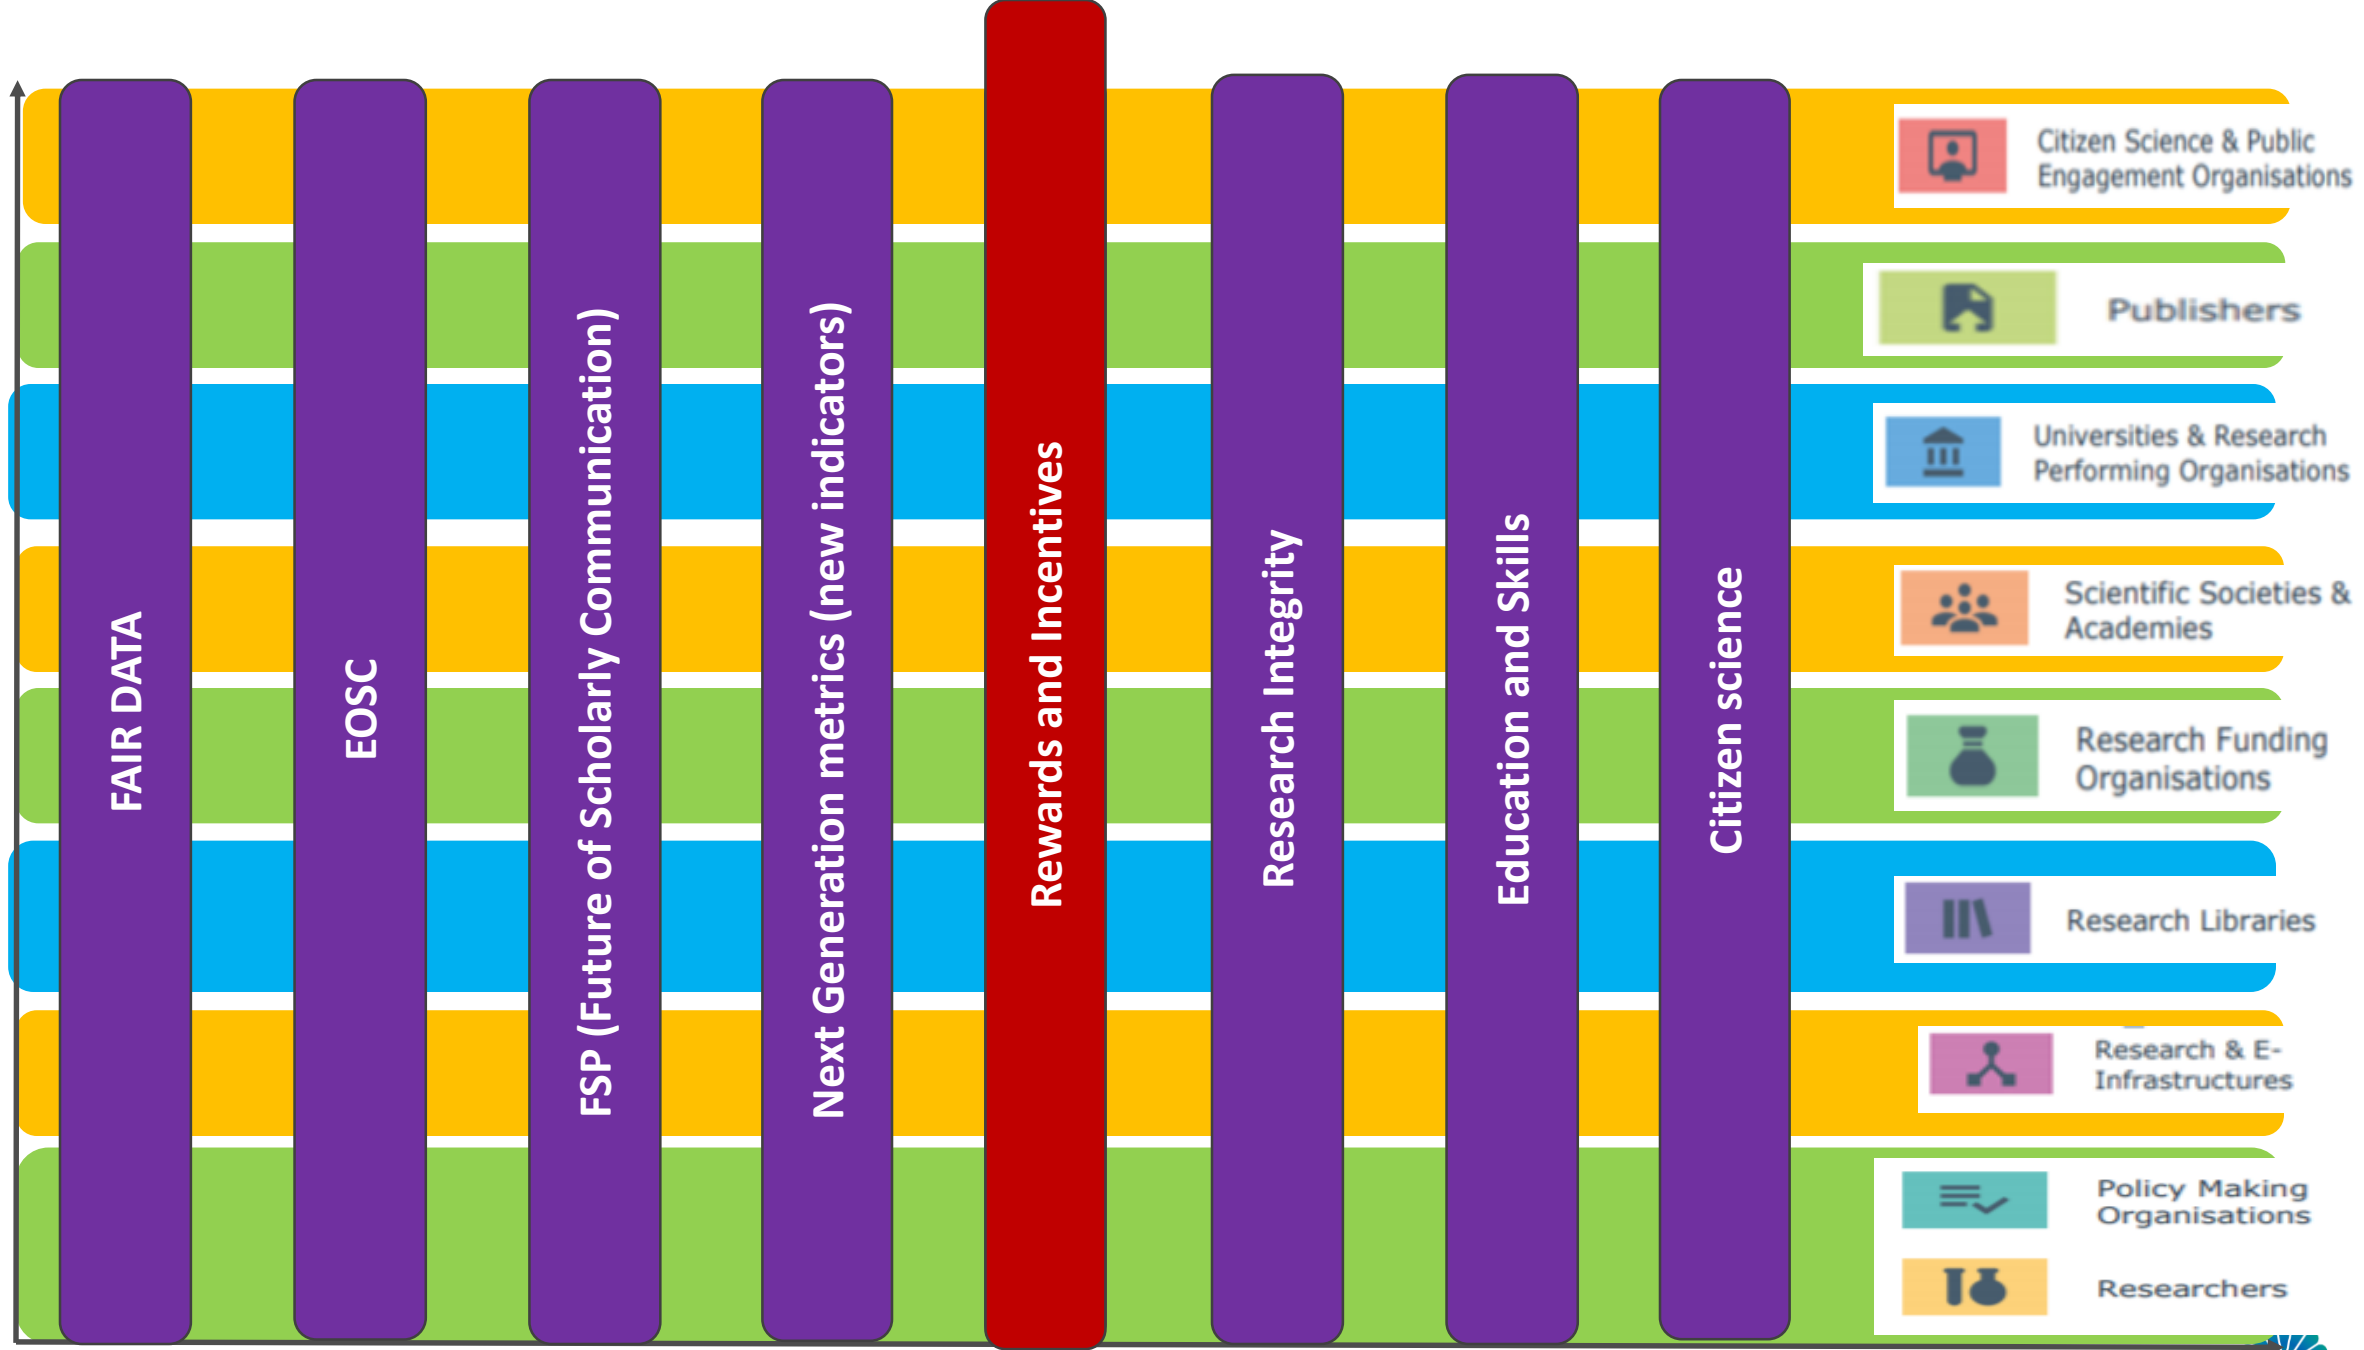 FAIR DATA
EOSC
FSP (Future of Scholarly Communication)
Next Generation metrics (new indicators)
Rewards and Incentives
Research Integrity
Education and Skills
Citizen science
Citizen Science & Public
Engagement Organisations
Publishers
Universities & Research
Performing Organisations
Scientific Societies &
Academies
Research Funding
Organisations
Research Libraries
Research & E-
Infrastructures
Policy Making
Organisations
Researchers